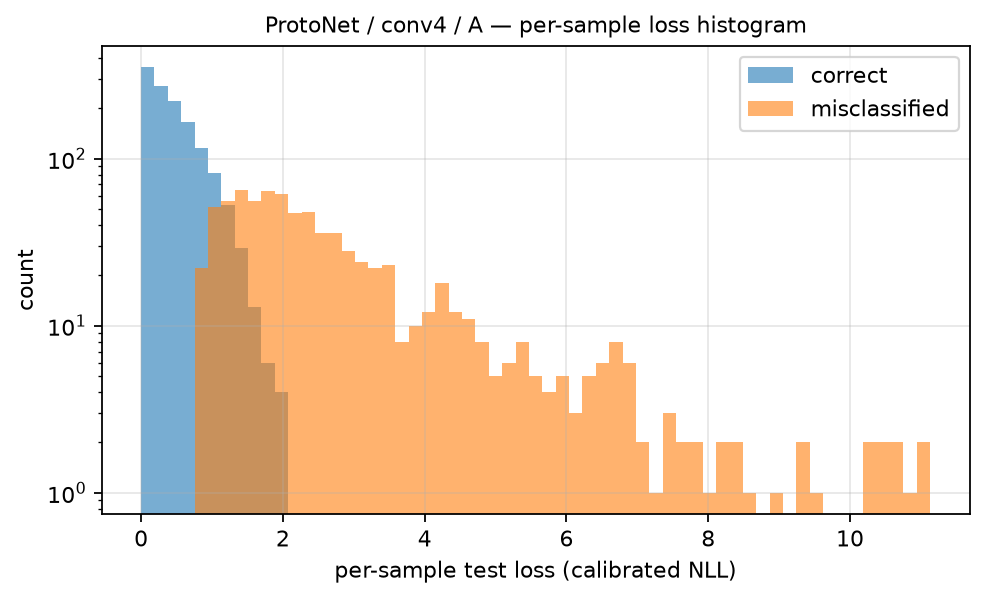 ProtoNet / conv4 / A — per-sample loss histogram
correct
misclassified
count
10²
10¹
10⁰
0 2 4 6 8 10
per-sample test loss (calibrated NLL)